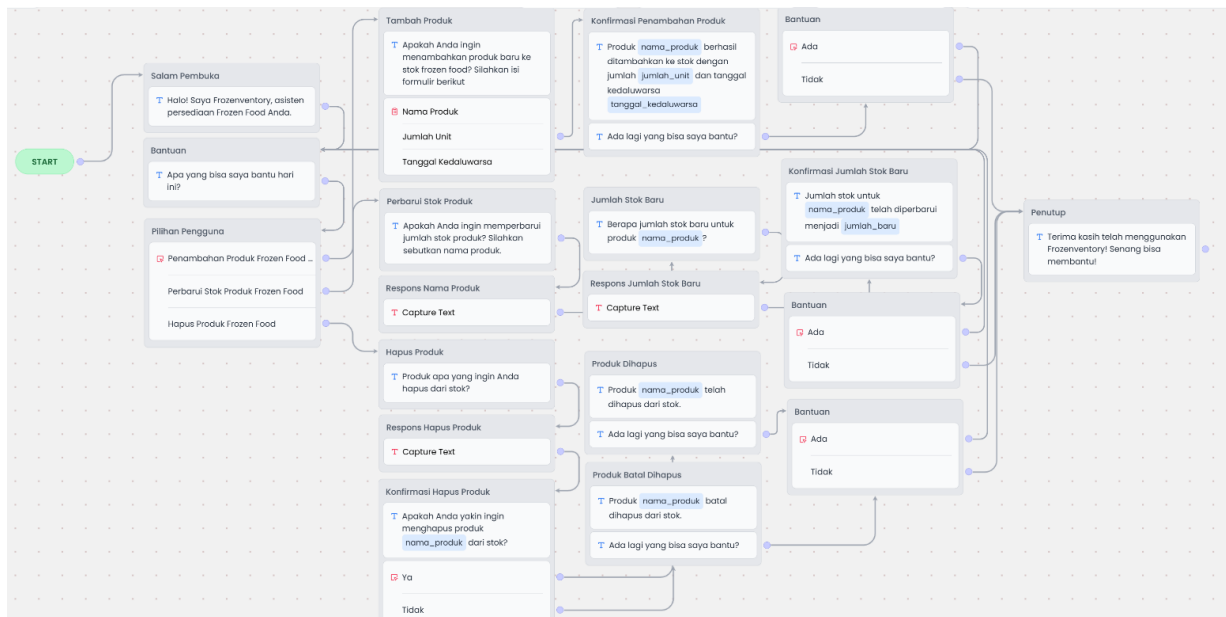 START
Salam Pembuka
Halo! Saya Frozenventory, asisten
persediaan Frozen Food Anda.
Bantuan
Apa yang bisa saya bantu hari
ini?
Pilihan Pengguna
Penambahan Produk Frozen Food ...
Perbarui Stok Produk Frozen Food
Hapus Produk Frozen Food
Tambah Produk
Apakah Anda ingin
menambahkan produk baru ke
stok frozen food? Silahkan isi
formulir berikut
Nama Produk
Jumlah Unit
Tanggal Kedaluwarsa
Perbarui Stok Produk
Apakah Anda ingin memperbarui
jumlah stok produk? Silahkan
sebutkan nama produk.
Respons Nama Produk
Capture Text
Hapus Produk
Produk apa yang ingin Anda
hapus dari stok?
Respons Hapus Produk
Capture Text
Konfirmasi Hapus Produk
Apakah Anda yakin ingin
menghapus produk
nama_produk dari stok?
Ya
Tidak
Konfirmasi Penambahan Produk
Produk nama_produk berhasil
ditambahkan ke stok dengan
jumlah jumlah_unit dan tanggal
kedaluwarsa
tanggal_kedaluwarsa
Ada lagi yang bisa saya bantu?
Jumlah Stok Baru
Berapa jumlah stok baru untuk
produk nama_produk ?
Respons Jumlah Stok Baru
Capture Text
Produk Dihapus
Produk nama_produk telah
dihapus dari stok.
Ada lagi yang bisa saya bantu?
Produk Batal Dihapus
Produk nama_produk batal
dihapus dari stok.
Ada lagi yang bisa saya bantu?
Bantuan
Ada
Tidak
Konfirmasi Jumlah Stok Baru
Jumlah stok untuk
nama_produk telah diperbarui
menjadi jumlah_baru
Ada lagi yang bisa saya bantu?
Bantuan
Ada
Tidak
Bantuan
Ada
Tidak
Penutup
Terima kasih telah menggunakan
Frozenventory! Senang bisa
membantu!